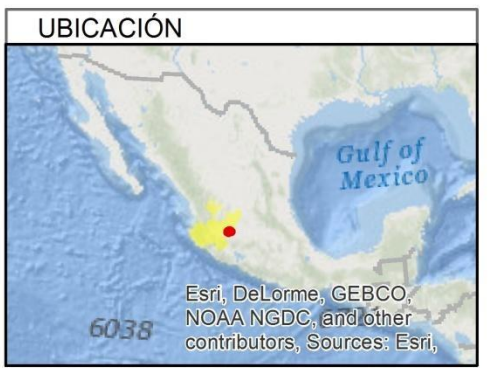 UBICACIÓN
Gulf of
Mexico
Esri, DeLorme, GEBCO,
NOAA NGDC, and other
contributors, Sources: Esri,
6038